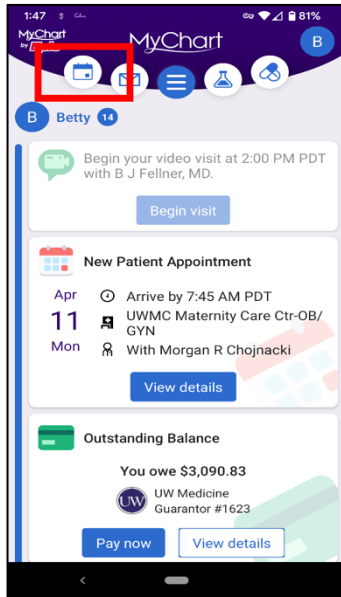 1:47 81%
MyChart
by
MyChart
B
B Betty 14
Begin your video visit at 2:00 PM PDT
with B J Fellner, MD.
Begin visit
New Patient Appointment
Apr
11
Mon
Arrive by 7:45 AM PDT
UWMC Maternity Care Ctr-OB/
GYN
With Morgan R Chojnacki
View details
Outstanding Balance
You owe $3,090.83
UW
UW Medicine
Guarantor #1623
Pay now View details